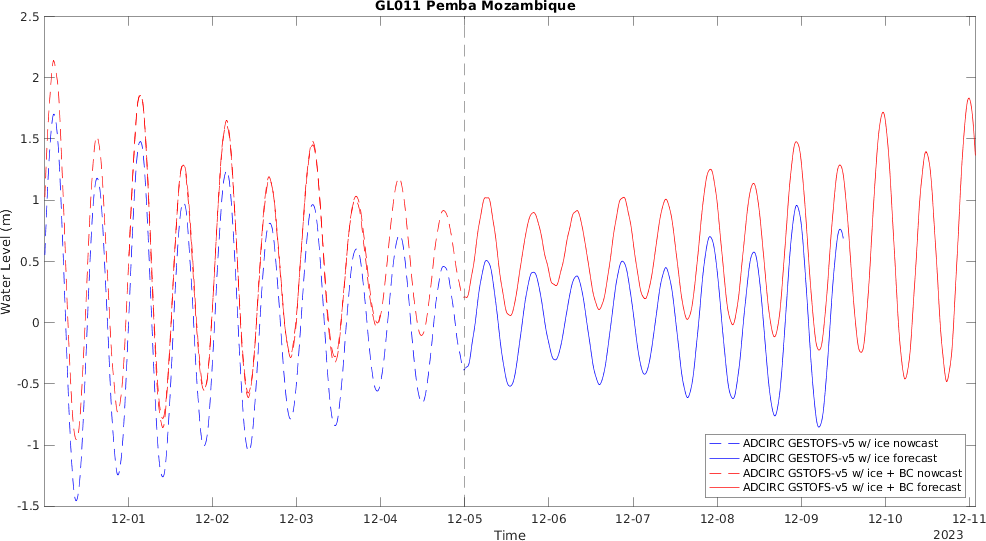 GL011 Pemba Mozambique
2.5
2
1.5
1
0.5
0
-0.5
-1
-1.5
Water Level (m)
12-01 12-02 12-03 12-04 12-05 12-06 12-07 12-08 12-09 12-10 12-11
Time
2023
ADCIRC GESTOFS-v5 w/ ice nowcast
ADCIRC GESTOFS-v5 w/ ice forecast
ADCIRC GSTOFS-v5 w/ ice + BC nowcast
ADCIRC GSTOFS-v5 w/ ice + BC forecast